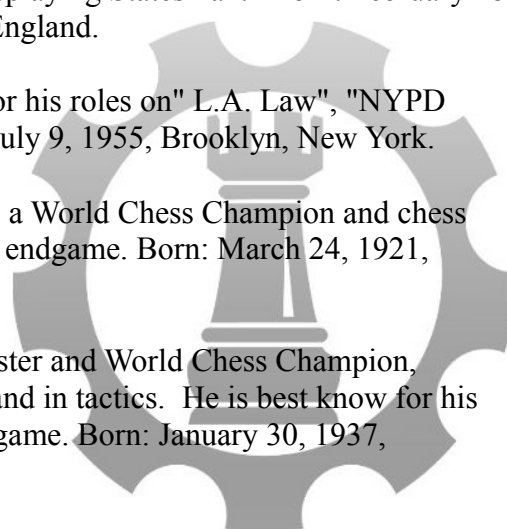 England.
or his roles on" L.A. Law", "NYPD
uly 9, 1955, Brooklyn, New York.
a World Chess Champion and chess
endgame. Born: March 24, 1921,
ster and World Chess Champion,
and in tactics.  He is best know for his
game. Born: January 30, 1937,